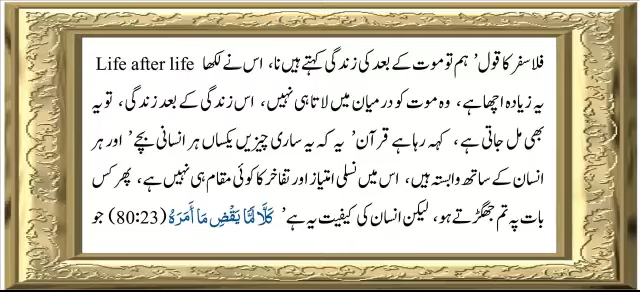 فلاسفر کا قول’ ہم تو موت کے بعد کی زندگی کہتے ہیں نا، اس نے لکھا Life after life
یہ زیادہ اچھا ہے، وہ موت کو درمیان میں لاتا ہی نہیں، اس زندگی کے بعد زندگی، تو یہ
بھی مل جاتی ہے، کہہ رہا ہے قرآن’ یہ کہ یہ ساری چیزیں یکساں ہر انسانی بچے’ اور ہر
انسان کے ساتھ وابستہ ہیں، اس میں نسلی امتیاز اور تفاخر کا کوئی مقام ہی نہیں ہے، پھر کس
بات پہ تم جھگڑتے ہو، لیکن انسان کی کیفیت یہ ہے’ كَلَّا لَمَّا يَقْضِ مَا أَمَرَهُ (80:23) جو